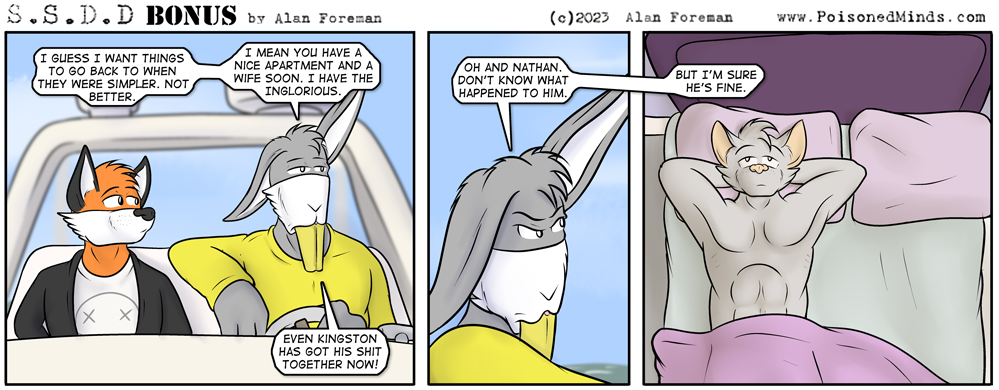 S.S.D.D BONUS by Alan Foreman (c)2023 Alan Foreman www.PoisonedMinds.com
I GUESS I WANT THINGS
TO GO BACK TO WHEN
THEY WERE SIMPLER. NOT
BETTER.
I MEAN YOU HAVE A
NICE APARTMENT AND A
WIFE SOON. I HAVE THE
INGLORIOUS.
EVEN KINGSTON
HAS GOT HIS SHIT
TOGETHER NOW!
OH AND NATHAN.
DON'T KNOW WHAT
HAPPENED TO HIM.
BUT I'M SURE
HE'S FINE.